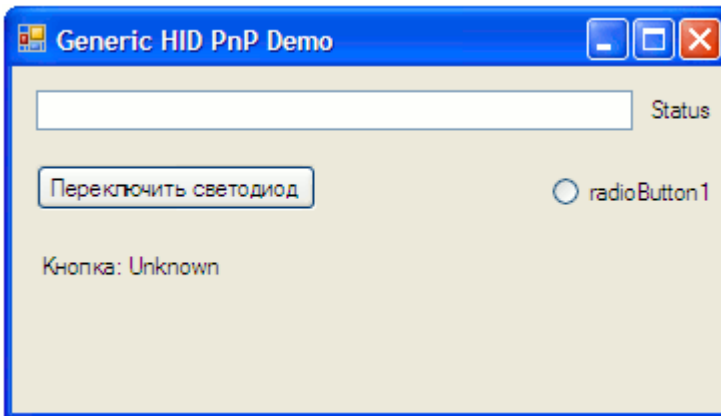 Generic HID PnP Demo
Status
Переключить светодиод
radioButton1
Кнопка: Unknown